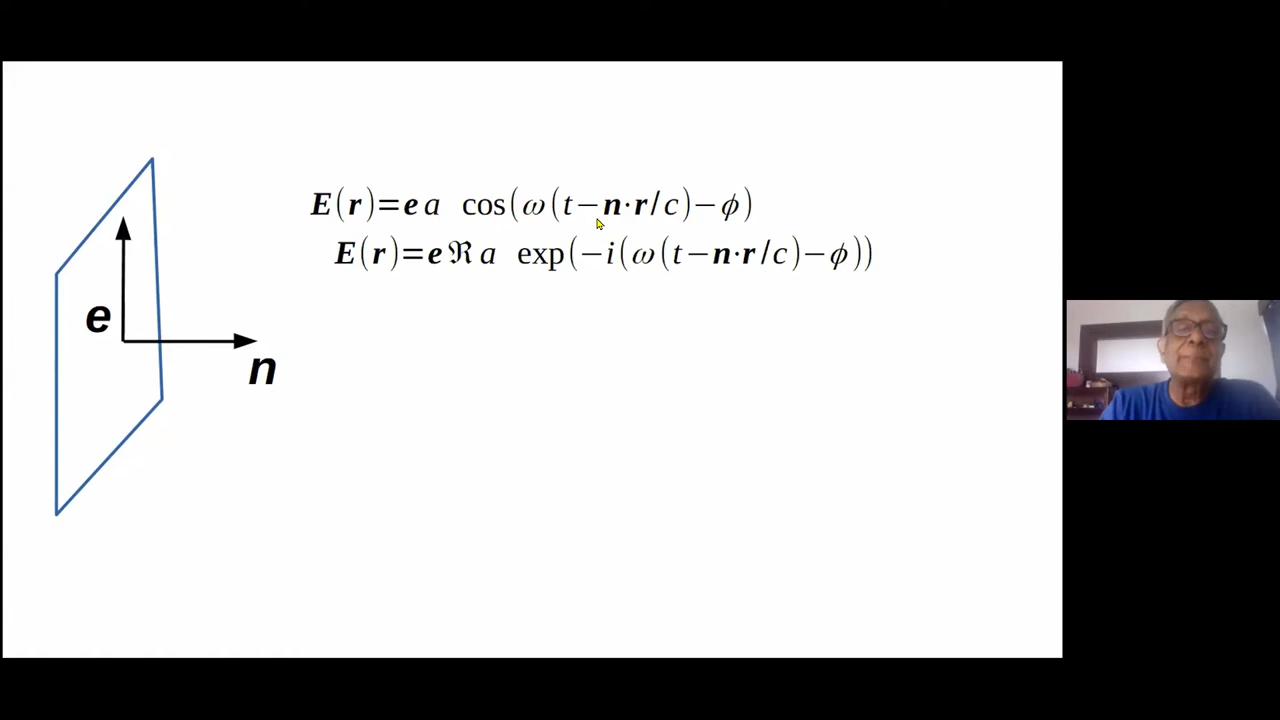 E(r)=e a cos(ω(t−n·r/c)−ϕ)
E(r)=e ℜ a exp(−i(ω(t−n·r/c)−ϕ))
e
n